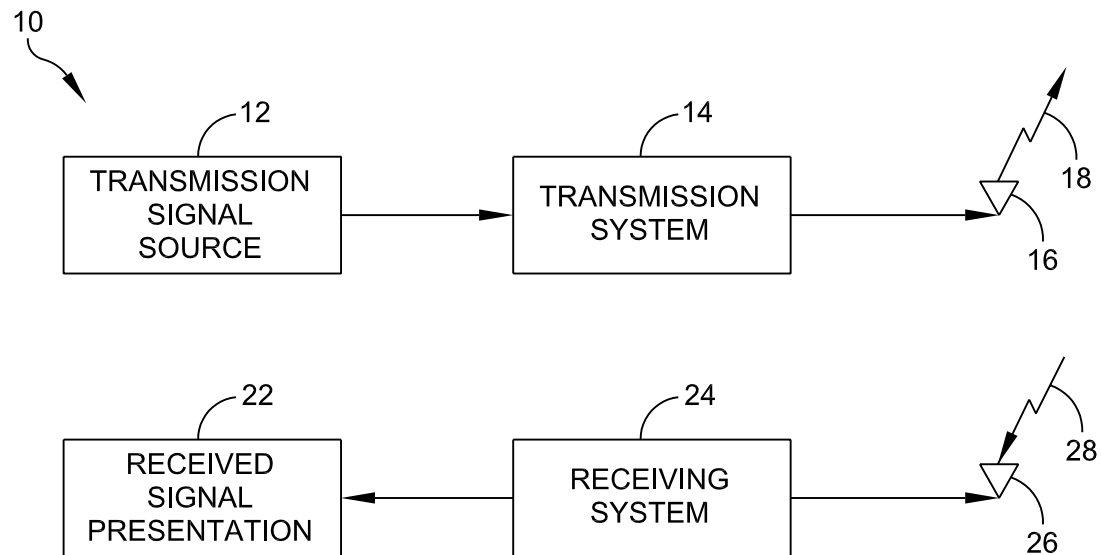 10
12
14
TRANSMISSION
SIGNAL
SOURCE
TRANSMISSION
SYSTEM
18
16
22
24
RECEIVED
SIGNAL
PRESENTATION
RECEIVING
SYSTEM
28
26